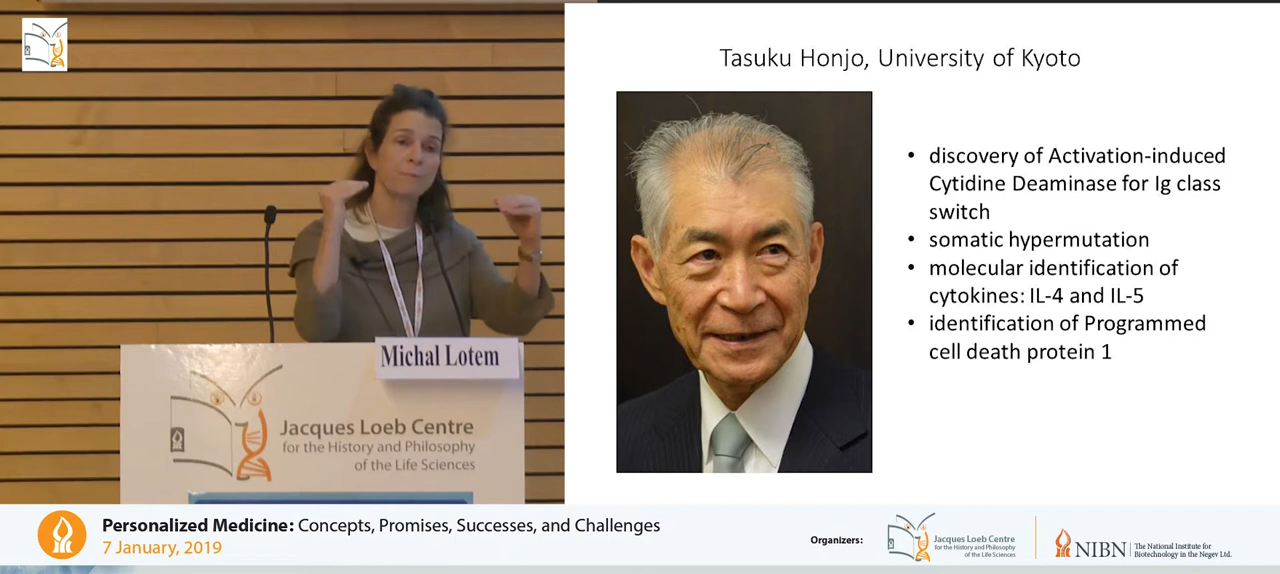 Tasuku Honjo, University of Kyoto
• discovery of Activation-induced
Cytidine Deaminase for Ig class
switch
• somatic hypermutation
• molecular identification of
cytokines: IL-4 and IL-5
• identification of Programmed
cell death protein 1
Michal Lotem
Jacques Loeb Centre
for the History and Philosophy
of the Life Sciences
Personalized Medicine: Concepts, Promises, Successes, and Challenges
7 January, 2019
Organizers:
Jacques Loeb Centre
for the History and Philosophy
of the Life Sciences
NIBN
The National Institute for
Biotechnology in the Negev Ltd.